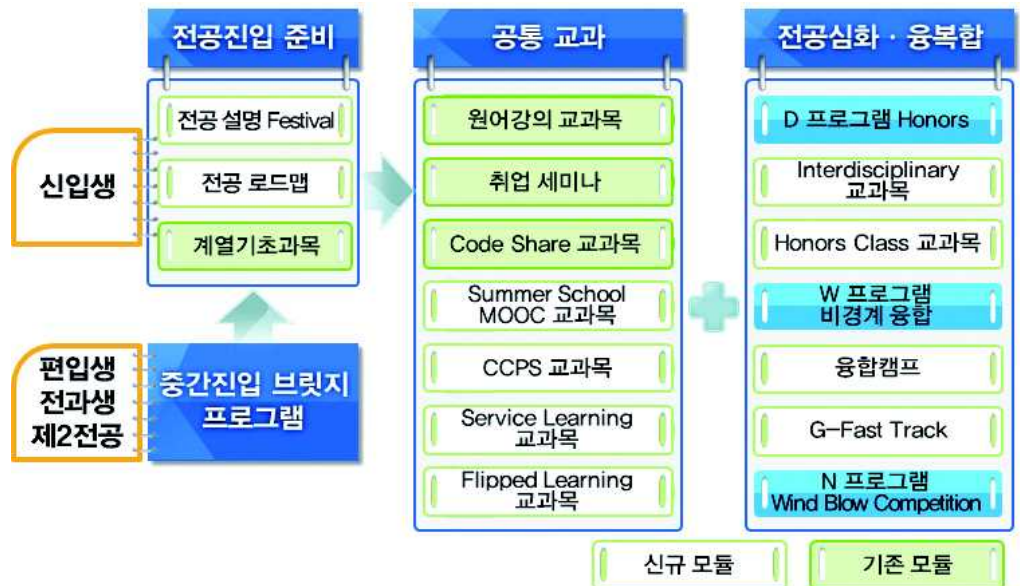 전공진입 준비
공통 교과
전공심화 · 융복합
신입생
전공 설명 Festival
전공 로드맵
계열기초과목
편입생
전과생
제2전공
중간진입 브릿지
프로그램
원어강의 교과목
취업 세미나
Code Share 교과목
Summer School
MOOC 교과목
CCPS 교과목
Service Learning
교과목
Flipped Learning
교과목
D 프로그램 Honors
Interdisciplinary
교과목
Honors Class 교과목
W 프로그램
비경계 융합
융합캠프
G-Fast Track
N 프로그램
Wind Blow Competition
신규 모듈
기존 모듈